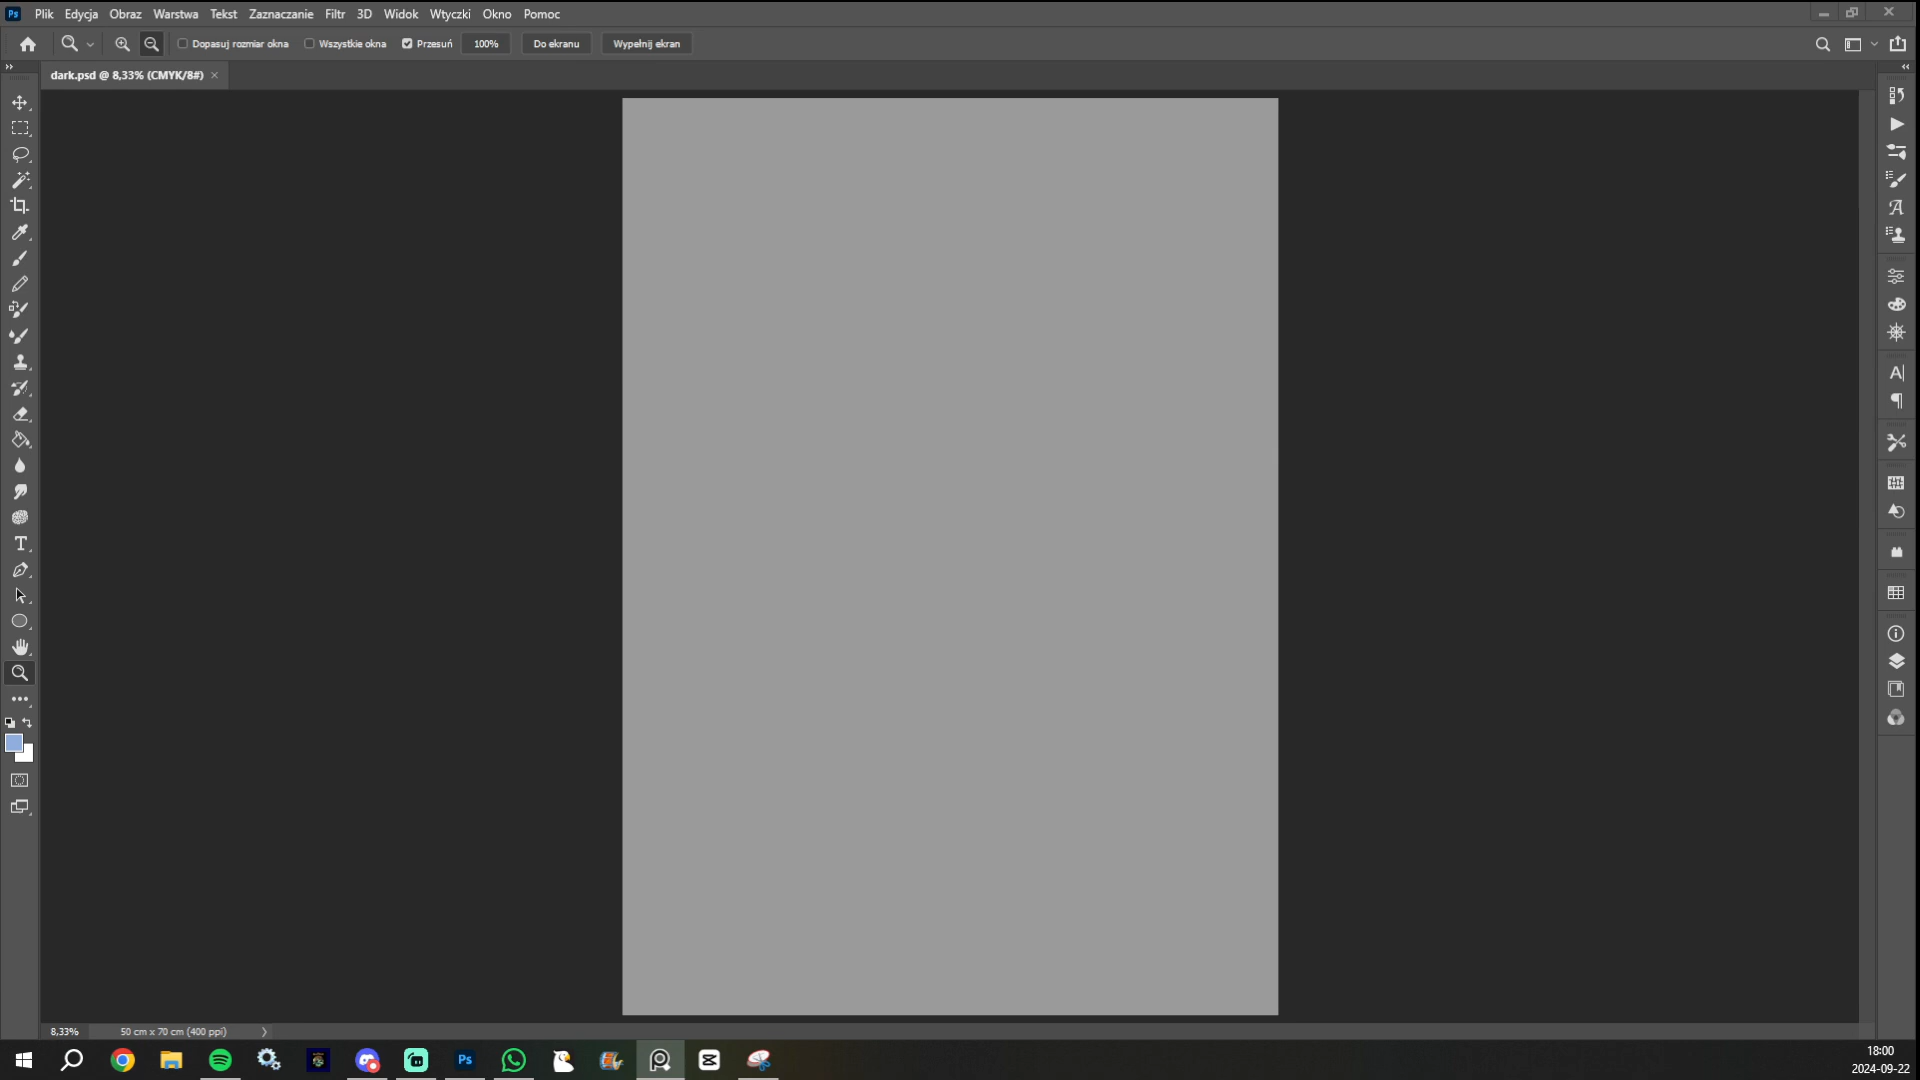 Ps Plik Edycja Obraz Warstwa Tekst Zaznaczanie Filtr 3D Widok Wtyczki Okno Pomoc
Dopasuj rozmiar okna Wszystkie okna Przesuń 100% Do ekranu Wypełnij ekran
dark.psd @ 8,33% (CMYK/8#)
8,33% 50 cm x 70 cm (400 ppi)
Ps
18:00
2024-09-22